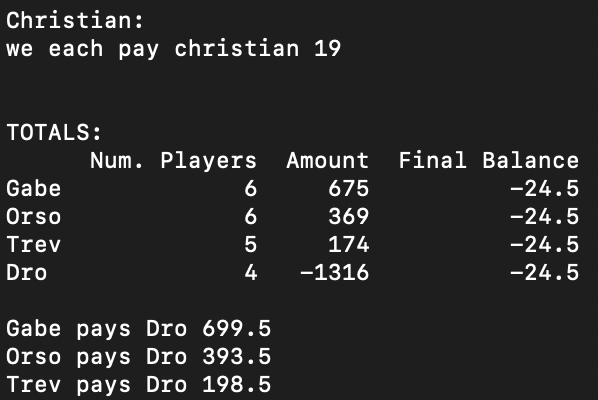 Christian:
we each pay christian 19
TOTALS:
Num. Players Amount Final Balance
Gabe 6 675 -24.5
Orso 6 369 -24.5
Trev 5 174 -24.5
Dro 4 -1316 -24.5
Gabe pays Dro 699.5
Orso pays Dro 393.5
Trev pays Dro 198.5